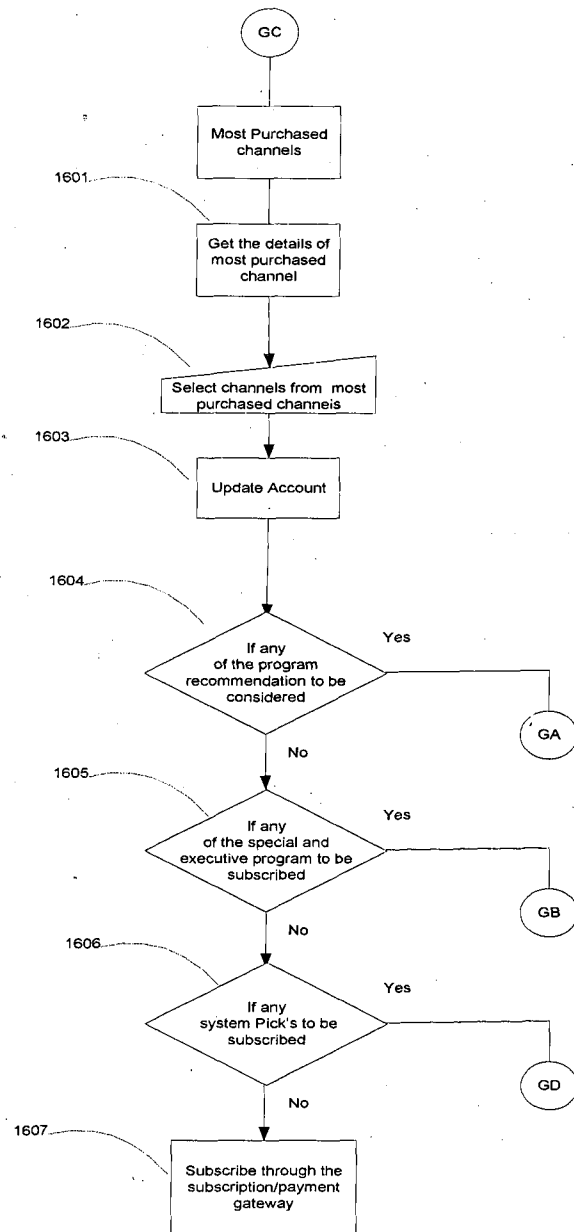 GC
Most Purchased
channels
1601
Get the details of
most purchased
channel
1602
Select channels from most
purchased channels
1603
Update Account
1604
If any
of the program
recommendation to be
considered
Yes
GA
No
1605
If any
of the special and
executive program to be
subscribed
Yes
GB
No
1606
If any
system Pick's to be
subscribed
Yes
GD
No
1607
Subscribe through the
subscription/payment
gateway